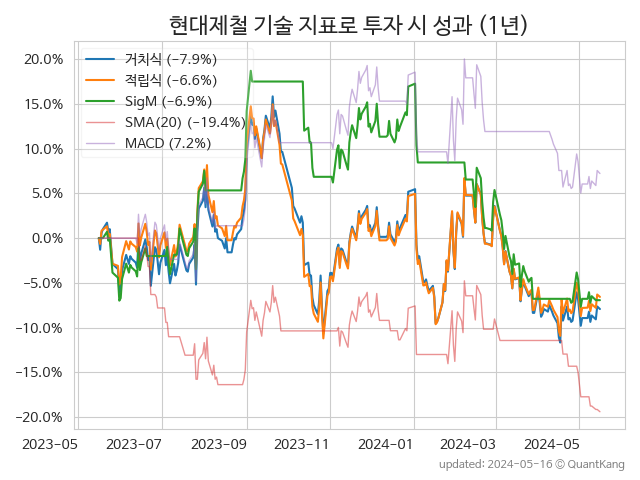 현대제철 기술 지표로 투자 시 성과 (1년)
거치식 (−7.9%)
적립식 (−6.6%)
SigM (−6.9%)
SMA(20) (−19.4%)
MACD (7.2%)
20.0%
15.0%
10.0%
5.0%
0.0%
−5.0%
−10.0%
−15.0%
−20.0%
2023−05 2023−07 2023−09 2023−11 2024−01 2024−03 2024−05
updated: 2024-05-16 © QuantKang